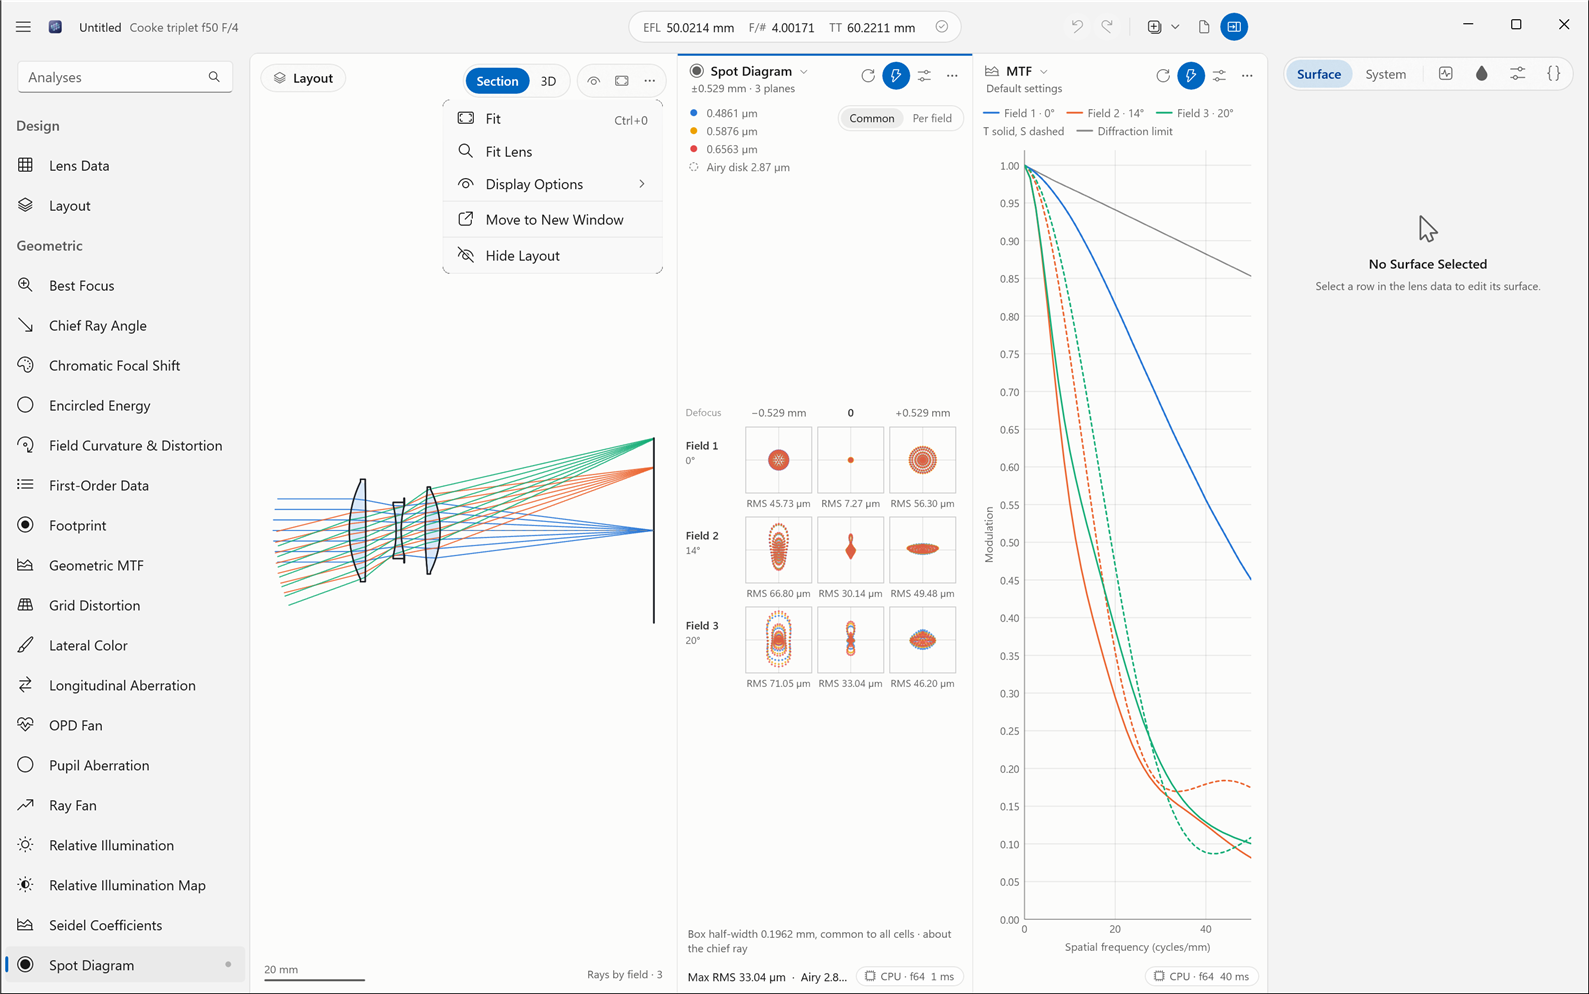 Untitled Cooke triplet f50 F/4
EFL 50.0214 mm F/# 4.00171 TT 60.2211 mm
Analyses
Design
Lens Data
Layout
Geometric
Best Focus
Chief Ray Angle
Chromatic Focal Shift
Encircled Energy
Field Curvature & Distortion
First-Order Data
Footprint
Geometric MTF
Grid Distortion
Lateral Color
Longitudinal Aberration
OPD Fan
Pupil Aberration
Ray Fan
Relative Illumination
Relative Illumination Map
Seidel Coefficients
Spot Diagram
Layout
Section 3D
Fit Ctrl+0
Fit Lens
Display Options
Move to New Window
Hide Layout
20 mm
Rays by field · 3
Spot Diagram
±0.529 mm · 3 planes
0.4861 µm
0.5876 µm
0.6563 µm
Airy disk 2.87 µm
Common Per field
Defocus −0.529 mm 0 +0.529 mm
Field 1
0°
RMS 45.73 µm RMS 7.27 µm RMS 56.30 µm
Field 2
14°
RMS 66.80 µm RMS 30.14 µm RMS 49.48 µm
Field 3
20°
RMS 71.05 µm RMS 33.04 µm RMS 46.20 µm
Box half-width 0.1962 mm, common to all cells · about
the chief ray
Max RMS 33.04 µm · Airy 2.8...
CPU · f64 1 ms
MTF
Default settings
Field 1 · 0° Field 2 · 14° Field 3 · 20°
T solid, S dashed Diffraction limit
1.00
0.95
0.90
0.85
0.80
0.75
0.70
0.65
0.60
0.55
0.50
0.45
0.40
0.35
0.30
0.25
0.20
0.15
0.10
0.05
0.00
Modulation
0 20 40
Spatial frequency (cycles/mm)
CPU · f64 40 ms
Surface System
No Surface Selected
Select a row in the lens data to edit its surface.